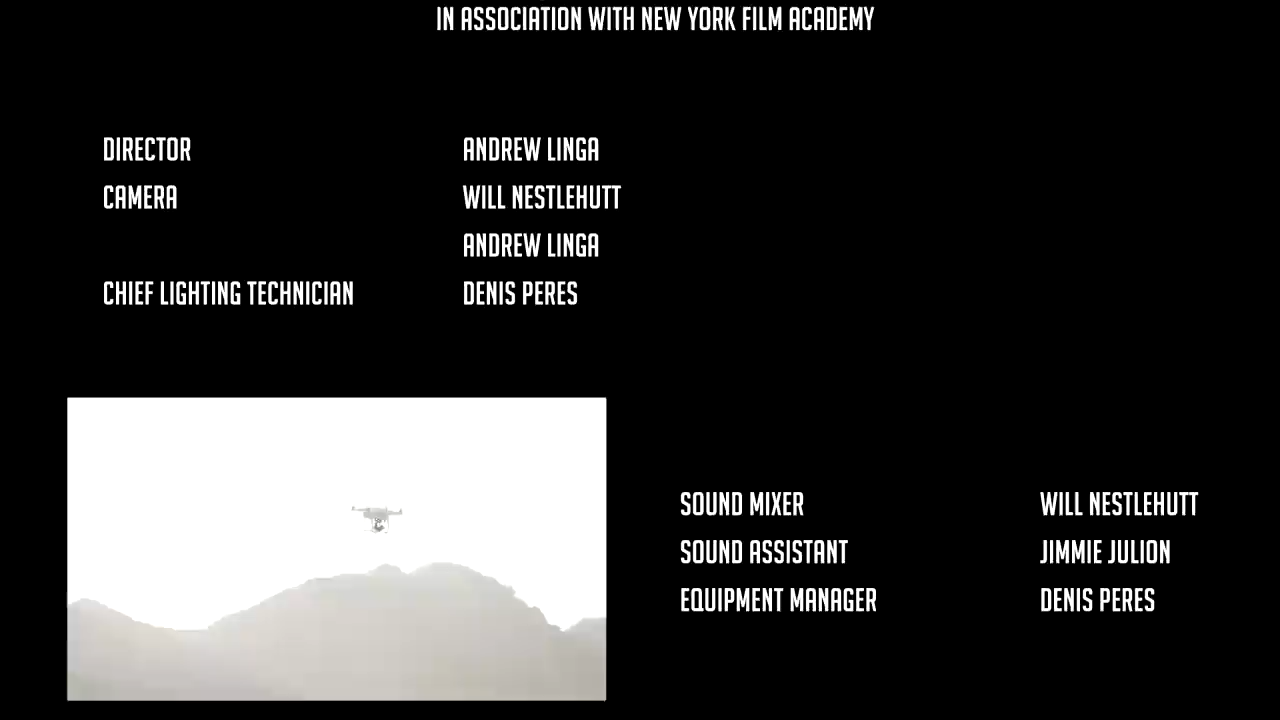 IN ASSOCIATION WITH NEW YORK FILM ACADEMY
DIRECTOR ANDREW LINGA
CAMERA WILL NESTLEHUTT
ANDREW LINGA
CHIEF LIGHTING TECHNICIAN DENIS PERES
SOUND MIXER WILL NESTLEHUTT
SOUND ASSISTANT JIMMIE JULION
EQUIPMENT MANAGER DENIS PERES